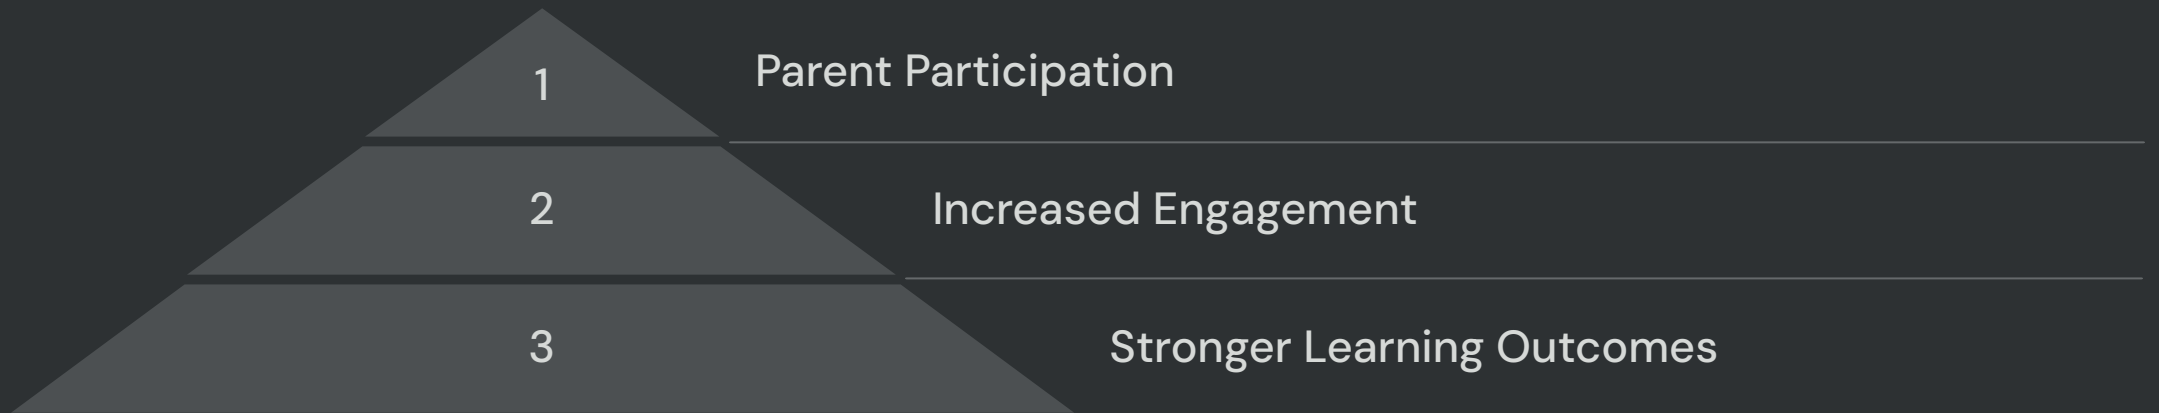 1
Parent Participation
2
Increased Engagement
3
Stronger Learning Outcomes